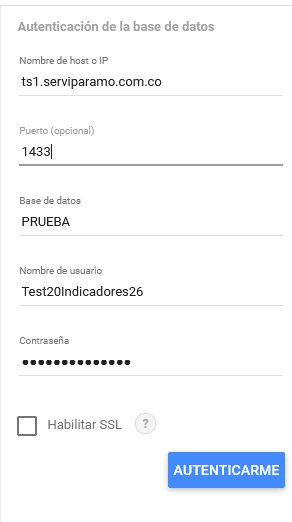 Autenticación de la base de datos
Nombre de host o IP
ts1.serviparamo.com.co
Puerto (opcional)
1433
Base de datos
PRUEBA
Nombre de usuario
Test20Indicadores26
Contraseña
••••••••••••••
Habilitar SSL ?
AUTENTICARME